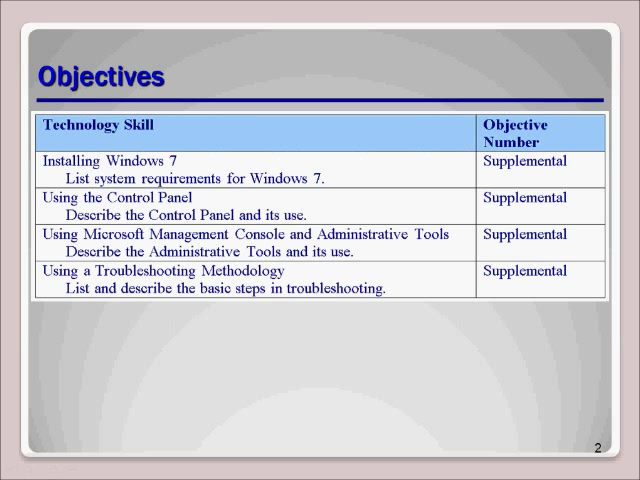 Objectives
Technology Skill
Objective
Number
Installing Windows 7
List system requirements for Windows 7.
Supplemental
Using the Control Panel
Describe the Control Panel and its use.
Supplemental
Using Microsoft Management Console and Administrative Tools
Describe the Administrative Tools and its use.
Supplemental
Using a Troubleshooting Methodology
List and describe the basic steps in troubleshooting.
Supplemental
2